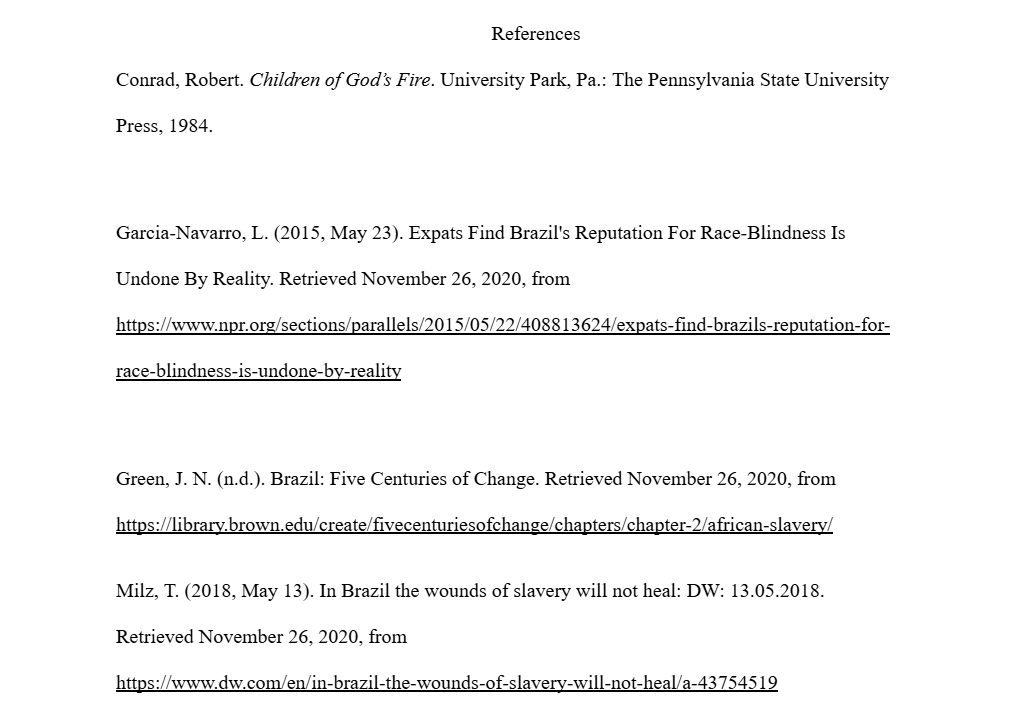 References
Conrad, Robert. Children of God’s Fire. University Park, Pa.: The Pennsylvania State University
Press, 1984.
Garcia-Navarro, L. (2015, May 23). Expats Find Brazil's Reputation For Race-Blindness Is
Undone By Reality. Retrieved November 26, 2020, from
https://www.npr.org/sections/parallels/2015/05/22/408813624/expats-find-brazils-reputation-for-
race-blindness-is-undone-by-reality
Green, J. N. (n.d.). Brazil: Five Centuries of Change. Retrieved November 26, 2020, from
https://library.brown.edu/create/fivecenturiesofchange/chapters/chapter-2/african-slavery/
Milz, T. (2018, May 13). In Brazil the wounds of slavery will not heal: DW: 13.05.2018.
Retrieved November 26, 2020, from
https://www.dw.com/en/in-brazil-the-wounds-of-slavery-will-not-heal/a-43754519